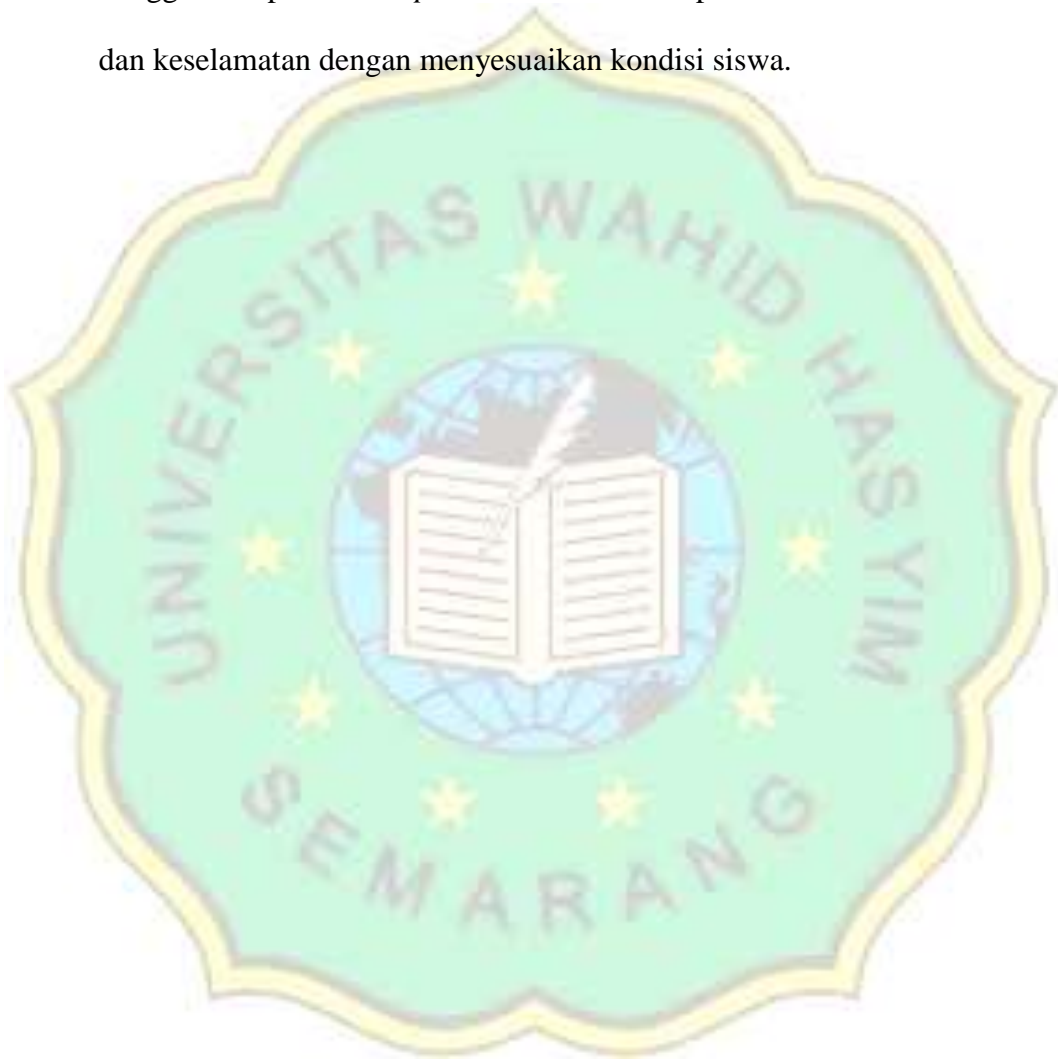 dan keselamatan dengan menyesuaikan kondisi siswa.
UNIVERSITAS WAHID HASYIM
SEMARANG